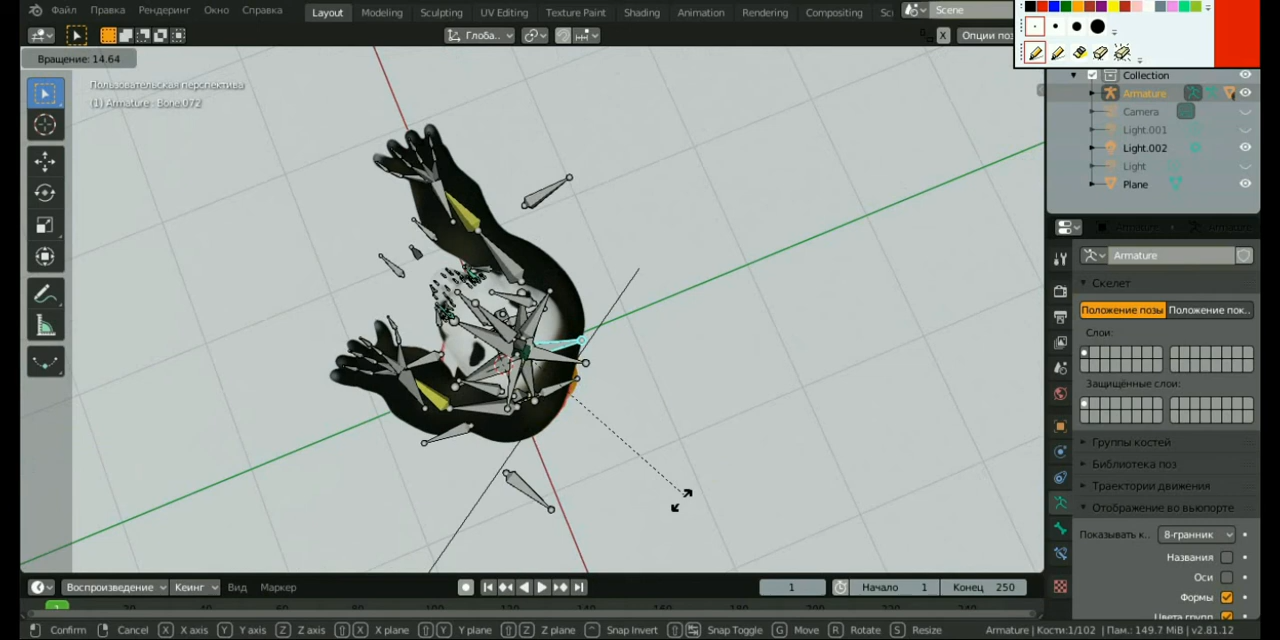 Файл Правка Рендеринг Окно Справка Layout Modeling Sculpting UV Editing Texture Paint Shading Animation Rendering Compositing Sc Scene
Глоба.. X Опции поз
Вращение: 14.64
Пользовательская перспектива
(1) Armature : Bone.072
Collection
Armature
Camera
Light.001
Light.002
Light
Plane
Armature
Armature
Скелет
Положение позы Положение пок..
Слои:
Защищённые слои:
Группы костей
Библиотека поз
Траектории движения
Отображение во вьюпорте
Показывать к.. 8-гранник
Названия
Оси
Формы
Воспроизведение Кеинг Вид Маркер 1 Начало 1 Конец 250
Confirm Cancel X X axis Y Y axis Z Z axis X X plane Y Y plane Z Z plane Snap Invert Snap Toggle G Move R Rotate S Resize Armature | Кости:1/102 | Пам.: 149.7 MiB | v2.81.12